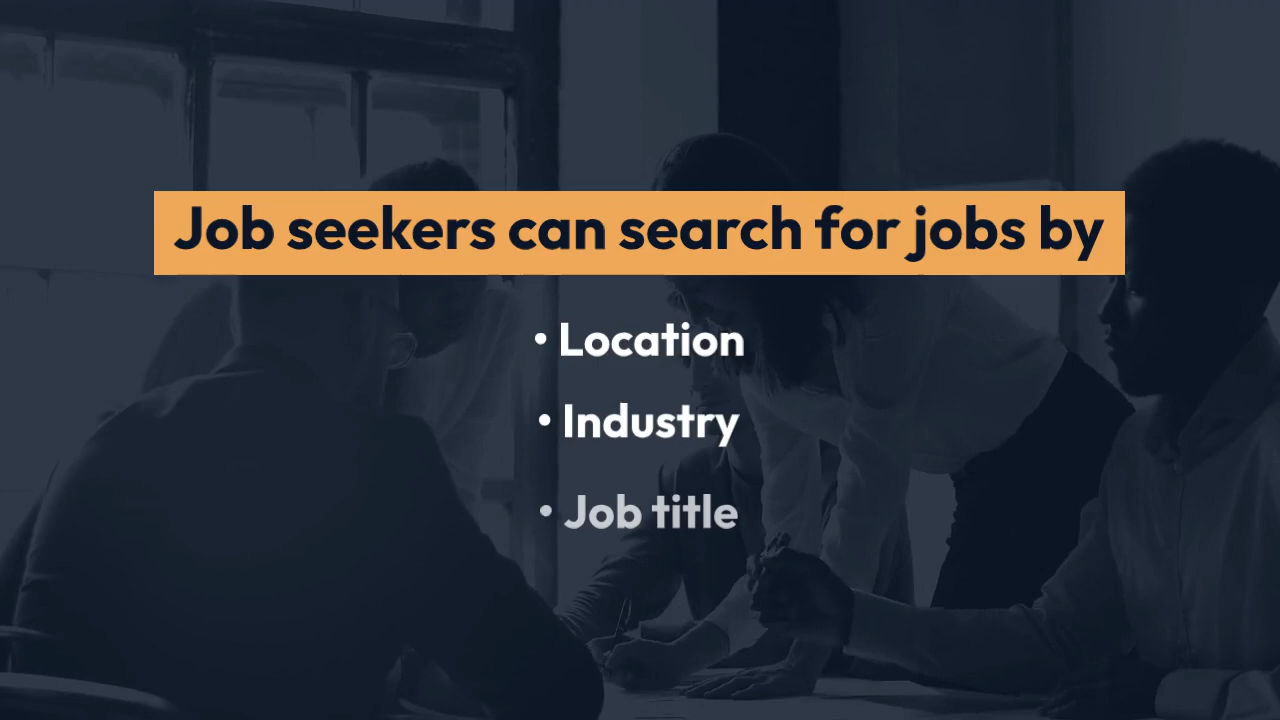 Job seekers can search for jobs by
• Location
• Industry
• Job title